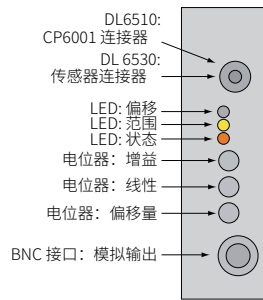 DL6510:
CP6001 连接器
DL 6530:
传感器连接器
LED: 偏移
LED: 范围
LED: 状态
电位器：增益
电位器：线性
电位器：偏移量
BNC 接口：模拟输出